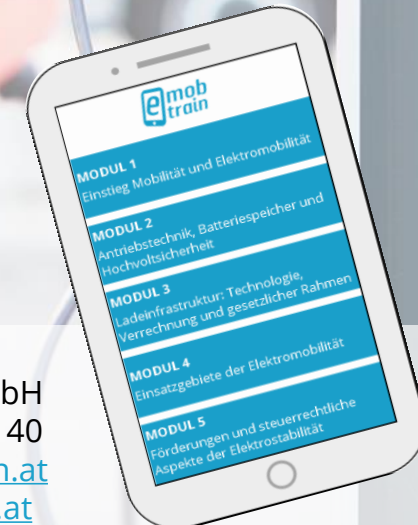 emob
train
MODUL 1
Einstieg Mobilität und Elektromobilität
MODUL 2
Antriebstechnik, Batteriespeicher und
Hochvoltsicherheit
MODUL 3
Ladeinfrastruktur: Technologie,
Verrechnung und gesetzlicher Rahmen
MODUL 4
Einsatzgebiete der Elektromobilität
MODUL 5
Förderungen und steuerrechtliche
Aspekte der Elektrostabilität
bH
40
n.at
.at